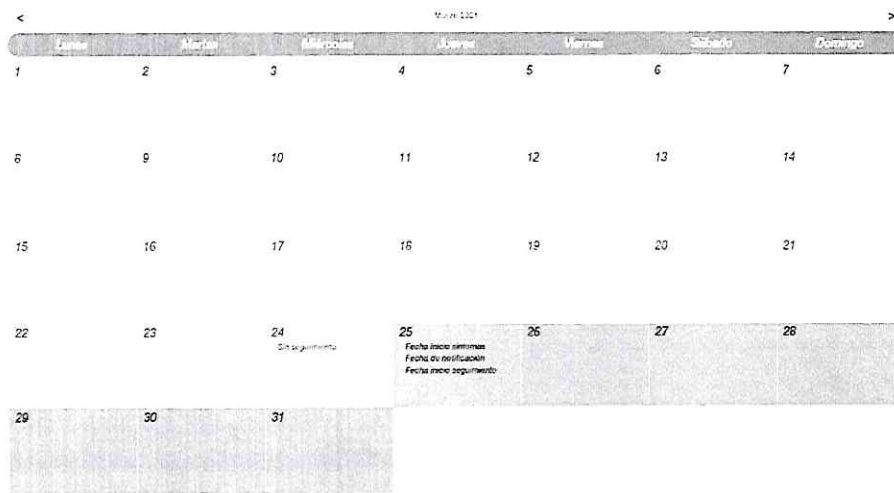 < Marzo 2021 >
Lunes Martes Miércoles Jueves Viernes Sábado Domingo
1 2 3 4 5 6 7
8 9 10 11 12 13 14
15 16 17 18 19 20 21
22 23 24 25 26 27 28
Sin seguimiento
Fecha inicio síntomas
Fecha de notificación
Fecha inicio seguimiento
29 30 31